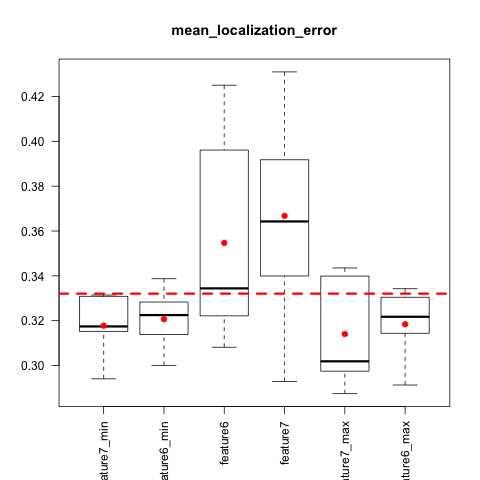 mean_localization_error
0.42
0.40
0.38
0.36
0.34
0.32
0.30
ature7_min
ature6_min
feature6
feature7
ature7_max
ature6_max